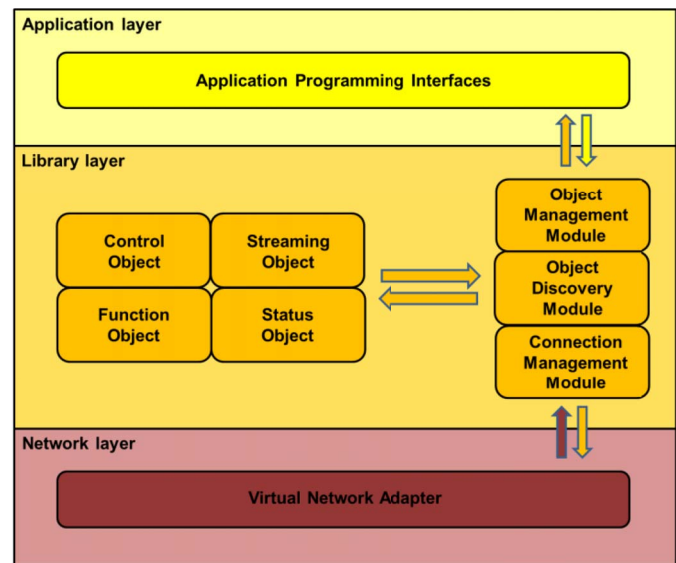 Application layer
Application Programming Interfaces
Library layer
Control
Object
Streaming
Object
Function
Object
Status
Object
Object
Management
Module
Object
Discovery
Module
Connection
Management
Module
Network layer
Virtual Network Adapter